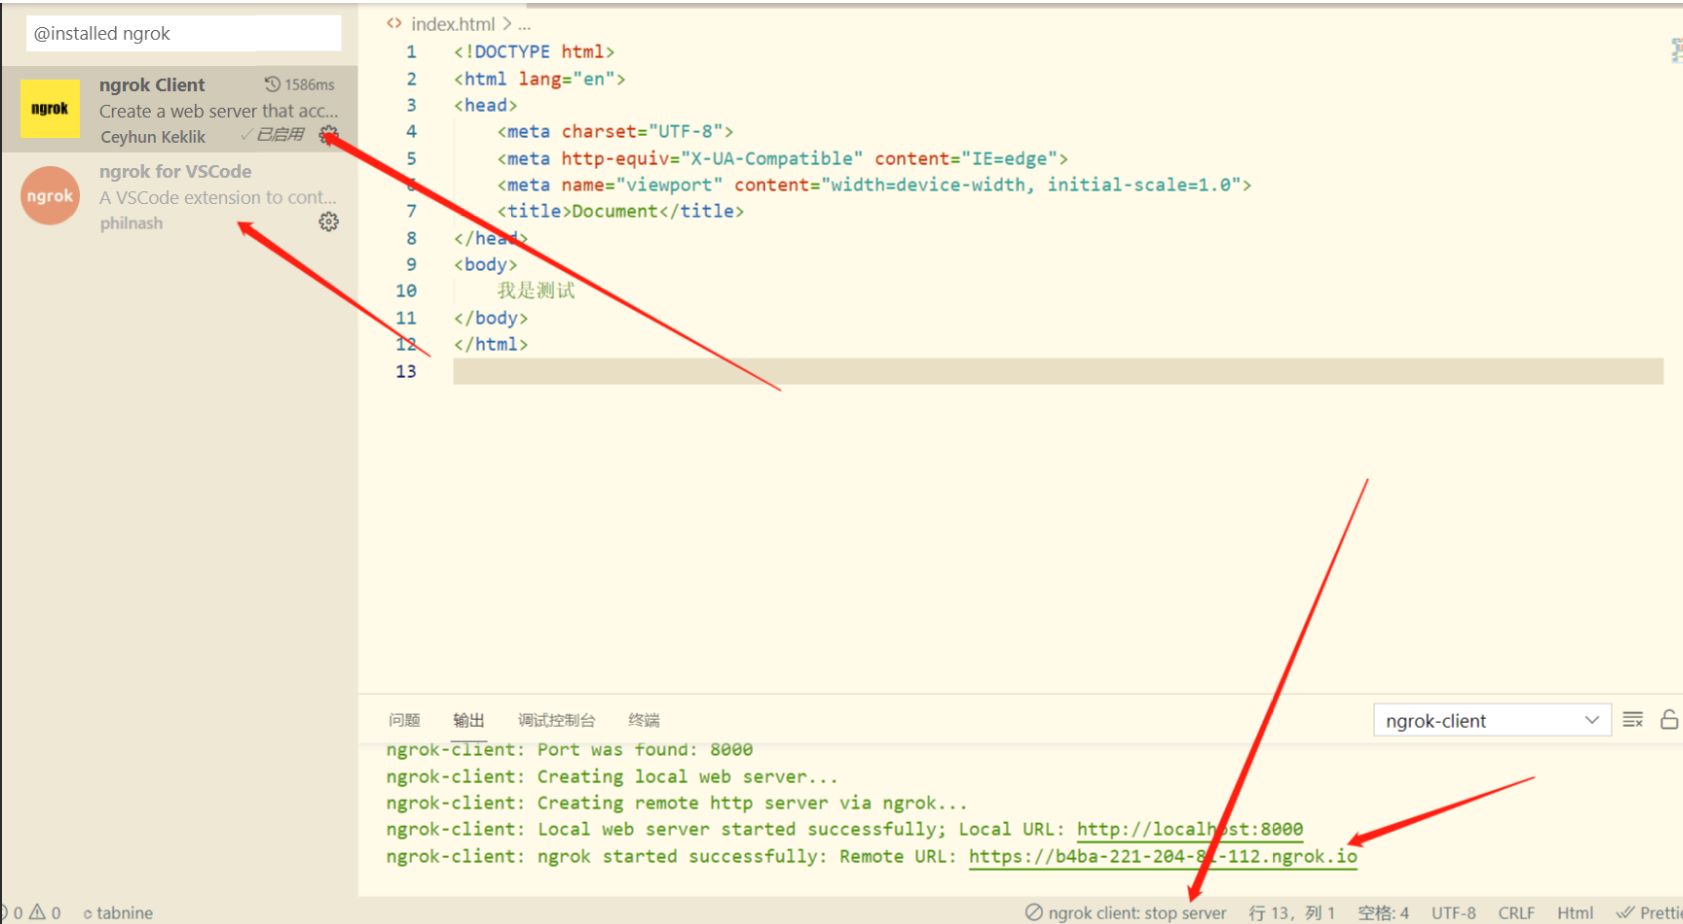 @installed ngrok
ngrok
ngrok Client 1586ms
Create a web server that acc...
Ceyhun Keklik ✓已启用
ngrok
ngrok for VSCode
A VSCode extension to cont...
philnash
<> index.html > ...
1 <!DOCTYPE html>
2 <html lang="en">
3 <head>
4 <meta charset="UTF-8">
5 <meta http-equiv="X-UA-Compatible" content="IE=edge">
6 <meta name="viewport" content="width=device-width, initial-scale=1.0">
7 <title>Document</title>
8 </head>
9 <body>
10 我是测试
11 </body>
12 </html>
13
问题 输出 调试控制台 终端 ngrok-client
ngrok-client: Port was found: 8000
ngrok-client: Creating local web server...
ngrok-client: Creating remote http server via ngrok...
ngrok-client: Local web server started successfully; Local URL: http://localhost:8000
ngrok-client: ngrok started successfully: Remote URL: https://b4ba-221-204-81-112.ngrok.io
0 0 tabnine ngrok client: stop server 行 13, 列 1 空格: 4 UTF-8 CRLF Html Pretti